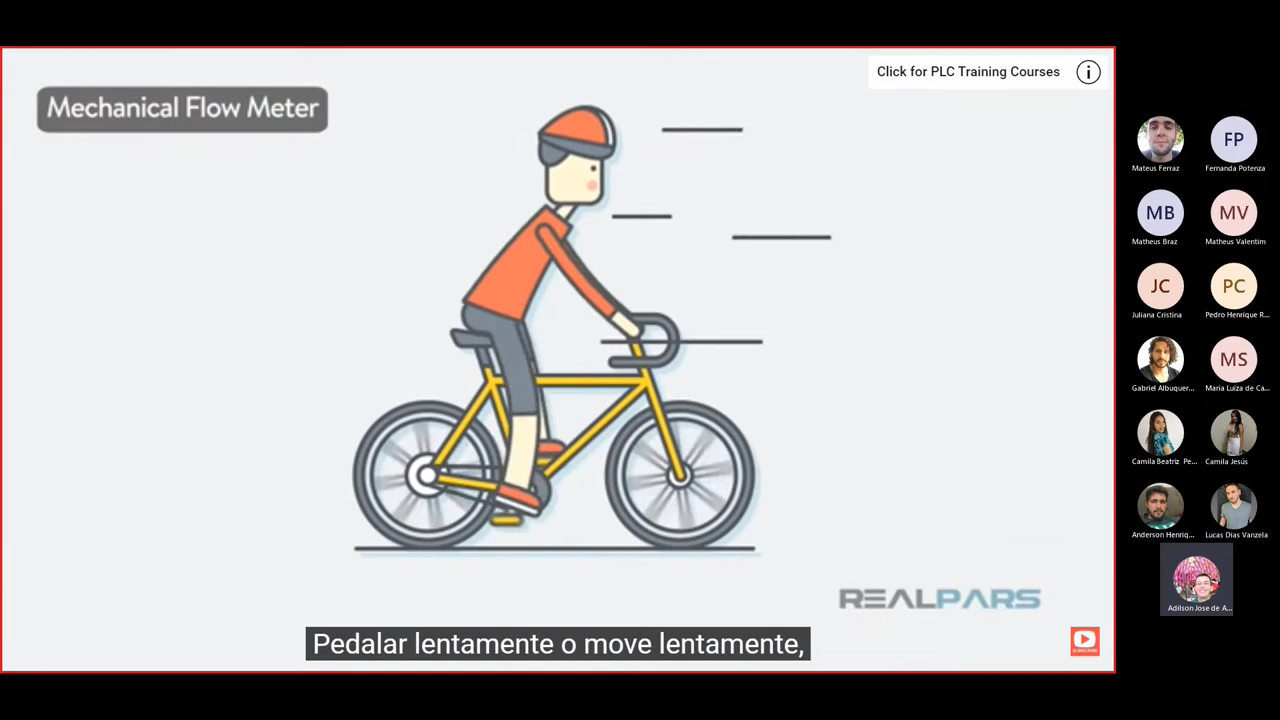 Click for PLC Training Courses
Mechanical Flow Meter
REALPARS
Pedalar lentamente o move lentamente,
Mateus Ferraz
FP
Fernanda Potenza
MB
Matheus Braz
MV
Matheus Valentim
JC
Juliana Cristina
PC
Pedro Henrique R...
Gabriel Albuquer...
MS
Maria Luiza de Ca...
Camila Beatriz Pe...
Camila Jesús
Anderson Henriq...
Lucas Dias Vanzela
Adilson Jose de A...